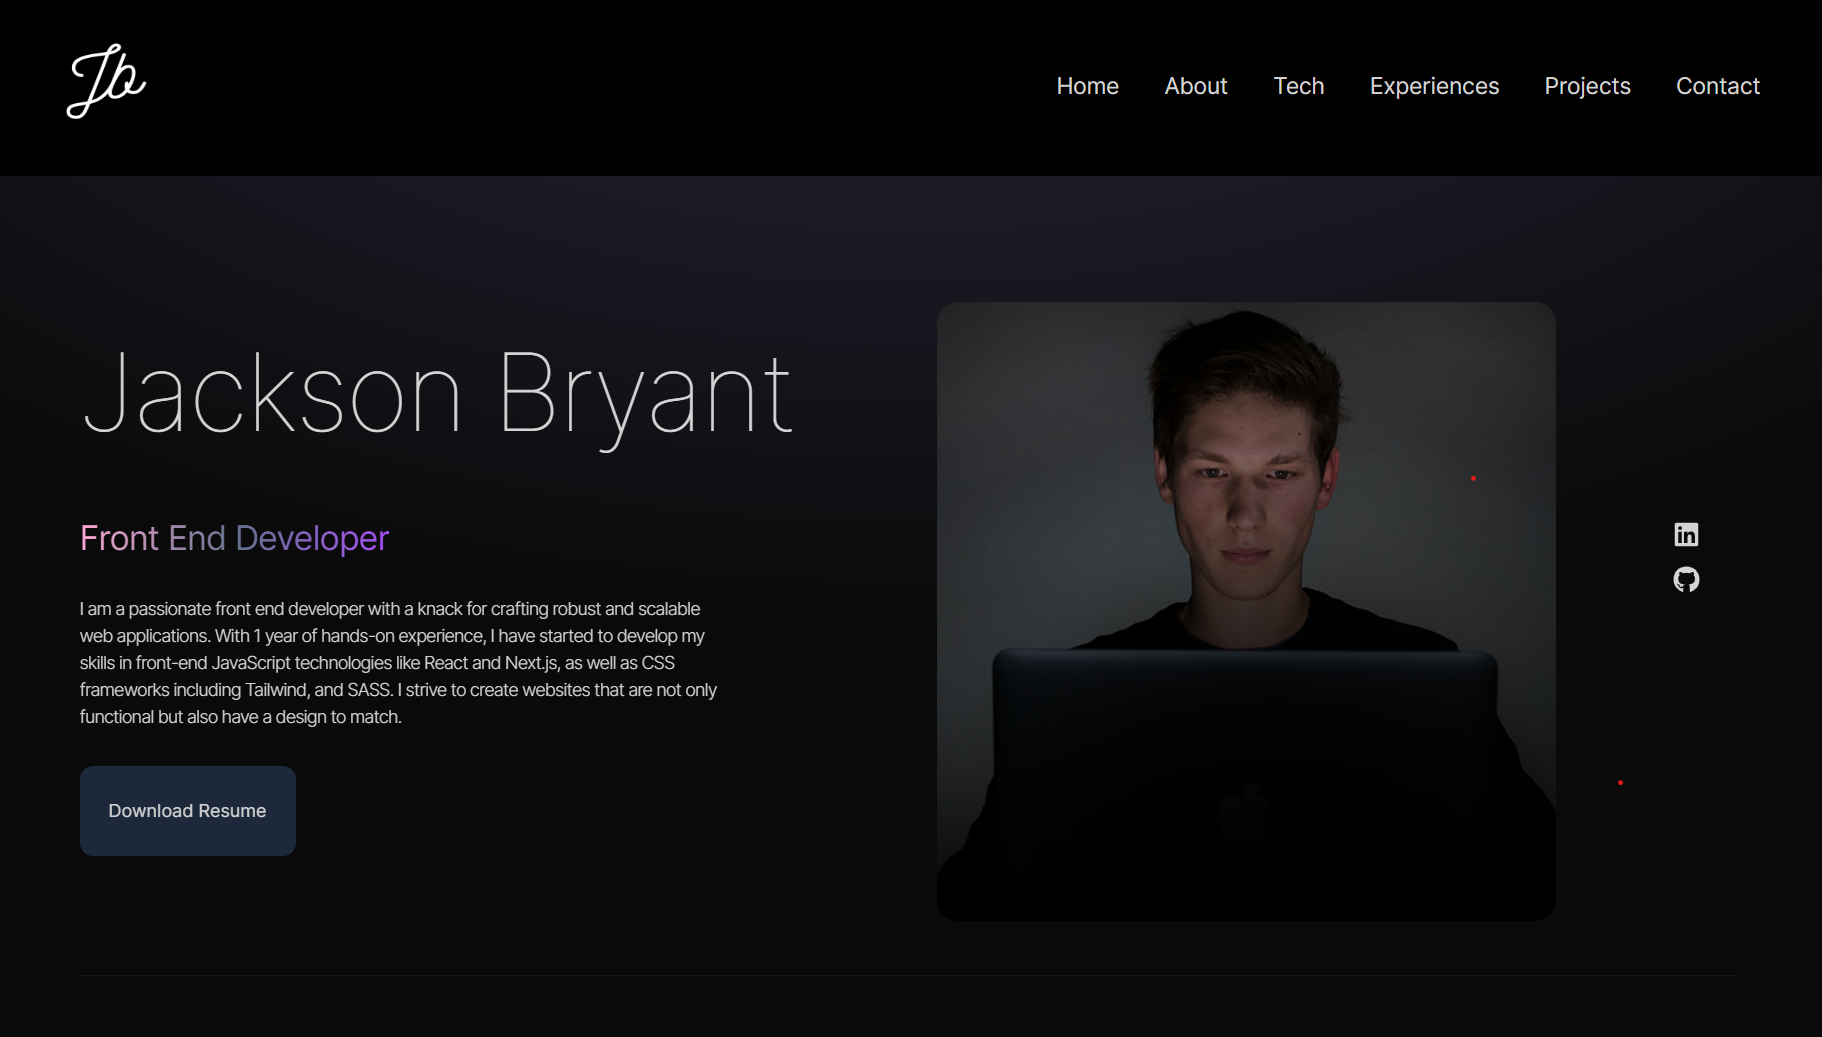 Jb
Home About Tech Experiences Projects Contact
Jackson Bryant
Front End Developer
I am a passionate front end developer with a knack for crafting robust and scalable
web applications. With 1 year of hands-on experience, I have started to develop my
skills in front-end JavaScript technologies like React and Next.js, as well as CSS
frameworks including Tailwind, and SASS. I strive to create websites that are not only
functional but also have a design to match.
Download Resume
in